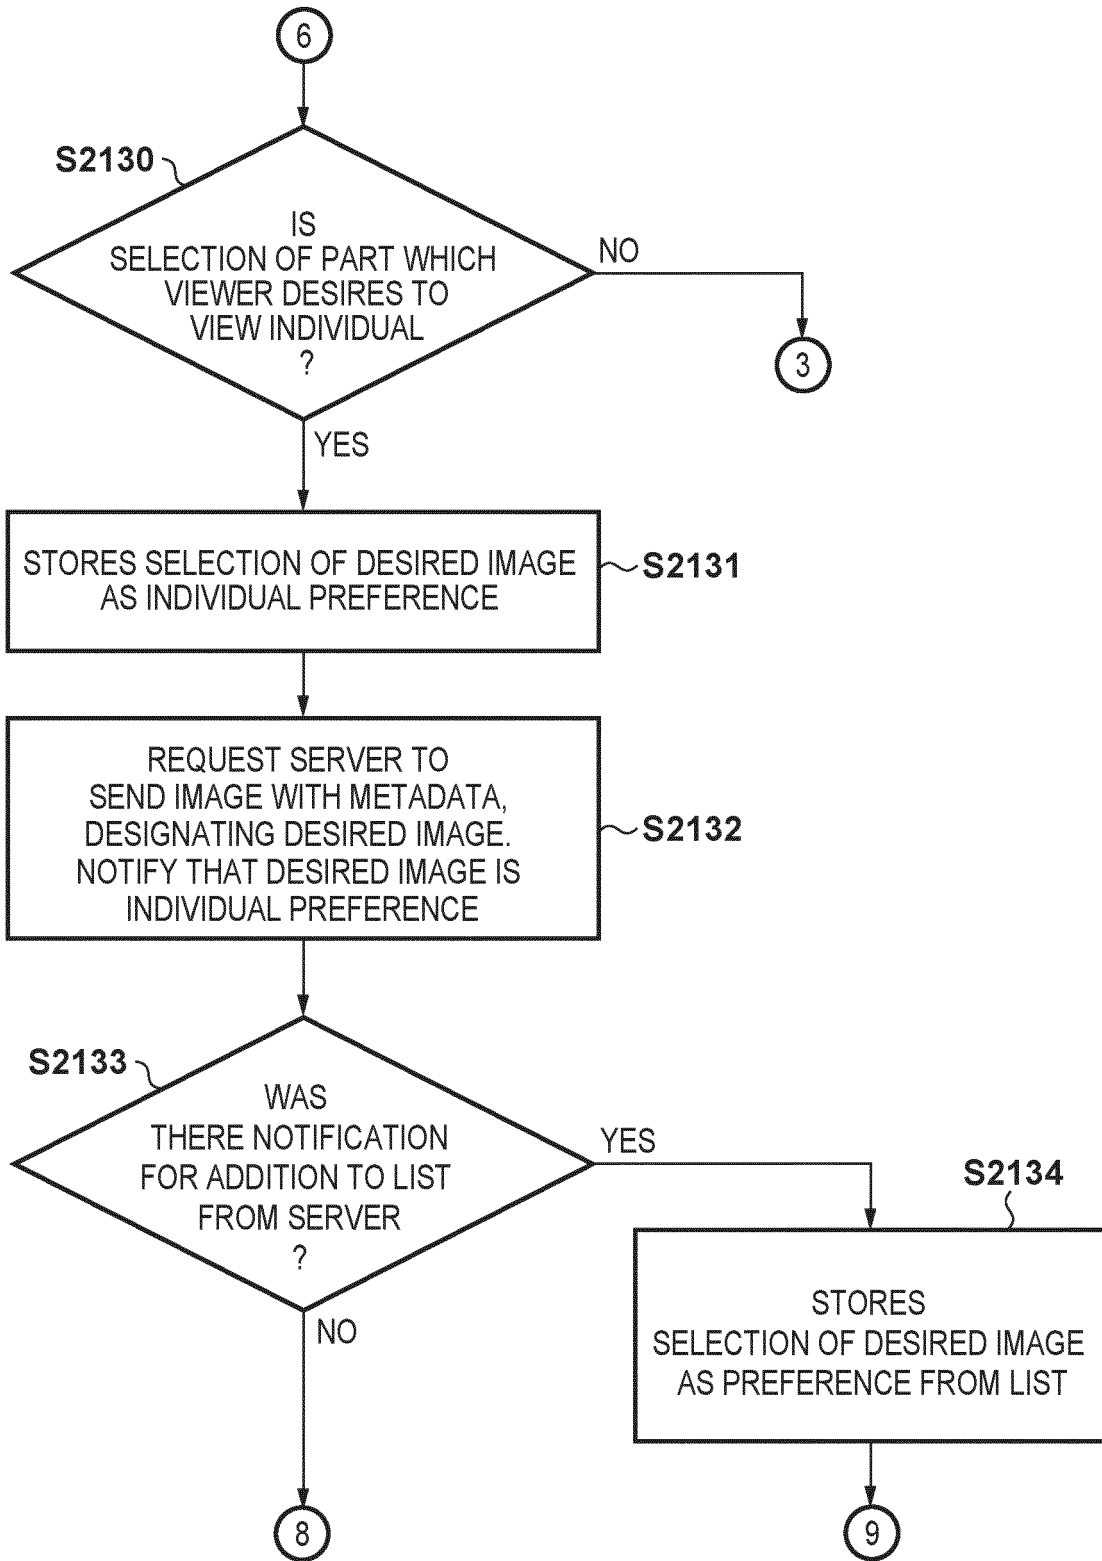 6
S2130
IS
SELECTION OF PART WHICH
VIEWER DESIRES TO
VIEW INDIVIDUAL
?
NO
3
YES
STORES SELECTION OF DESIRED IMAGE
AS INDIVIDUAL PREFERENCE
S2131
REQUEST SERVER TO
SEND IMAGE WITH METADATA,
DESIGNATING DESIRED IMAGE.
NOTIFY THAT DESIRED IMAGE IS
INDIVIDUAL PREFERENCE
S2132
S2133
WAS
THERE NOTIFICATION
FOR ADDITION TO LIST
FROM SERVER
?
YES
S2134
NO
STORES
SELECTION OF DESIRED IMAGE
AS PREFERENCE FROM LIST
8
9